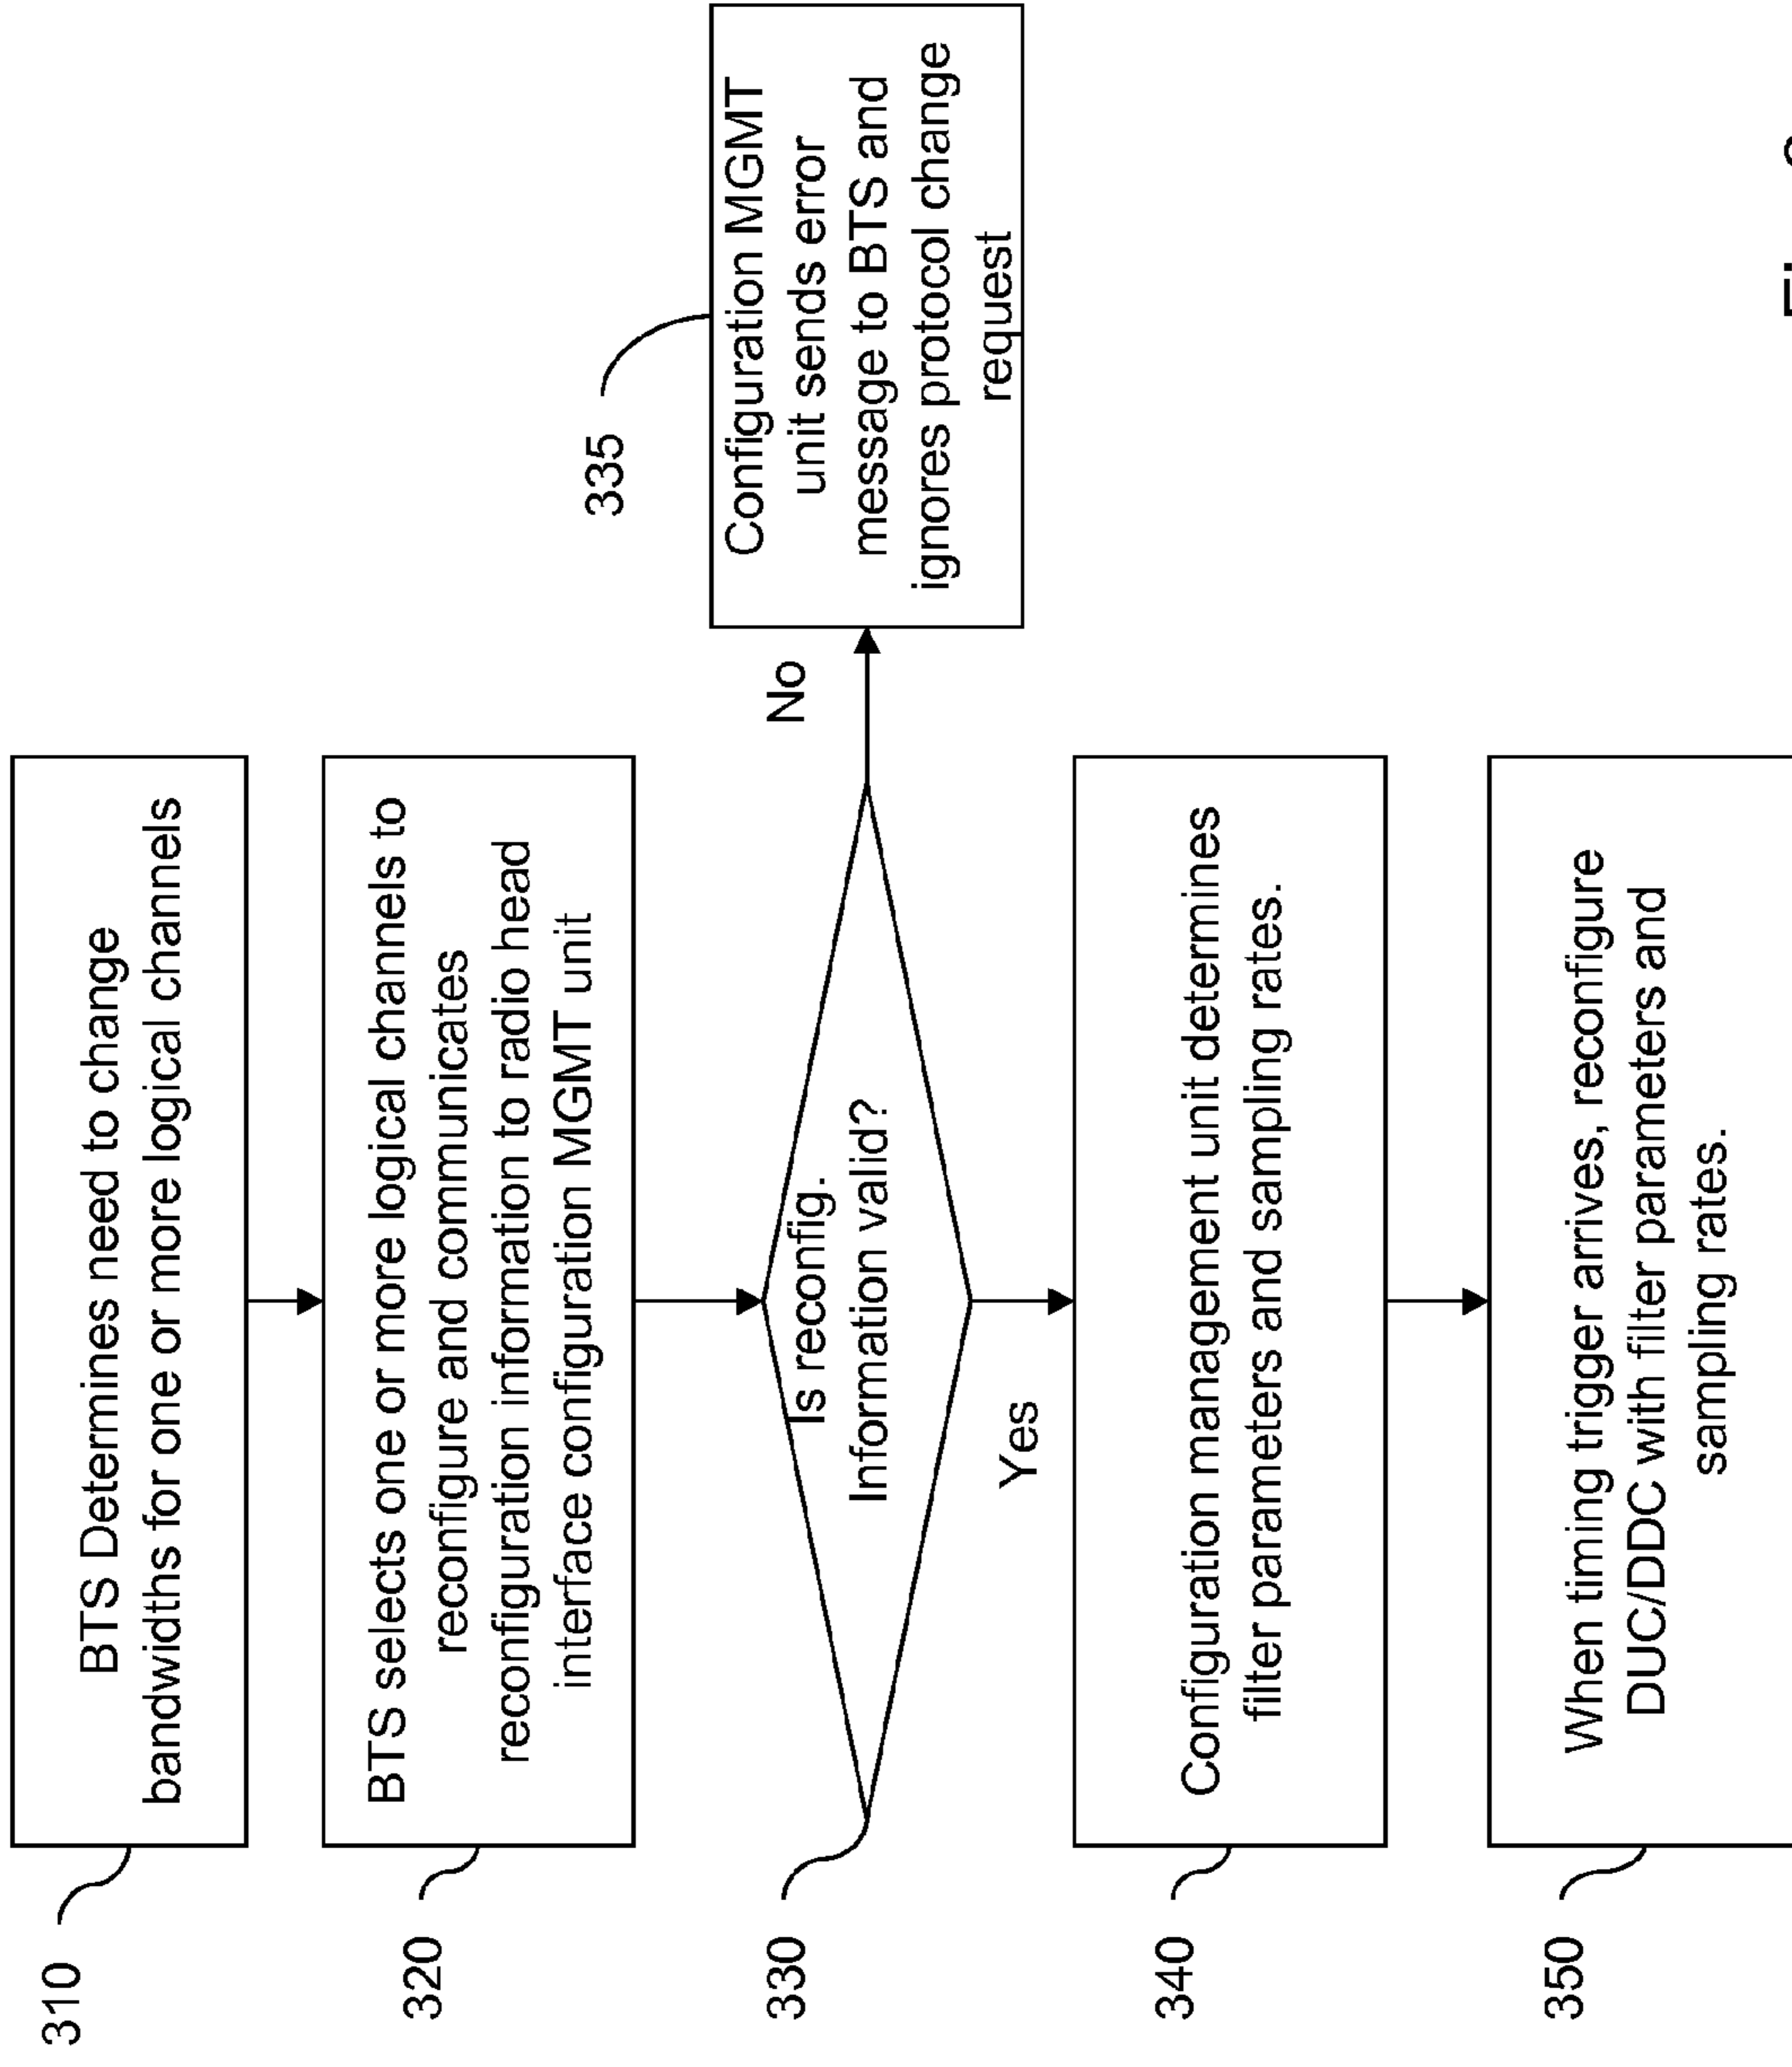 310
BTS Determines need to change
bandwidths for one or more logical channels
320
BTS selects one or more logical channels to
reconfigure and communicates
reconfiguration information to radio head
interface configuration MGMT unit
330
Is reconfig.
Information valid?
No
335
Configuration MGMT
unit sends error
message to BTS and
ignores protocol change
request
Yes
340
Configuration management unit determines
filter parameters and sampling rates.
350
When timing trigger arrives, reconfigure
DUC/DDC with filter parameters and
sampling rates.